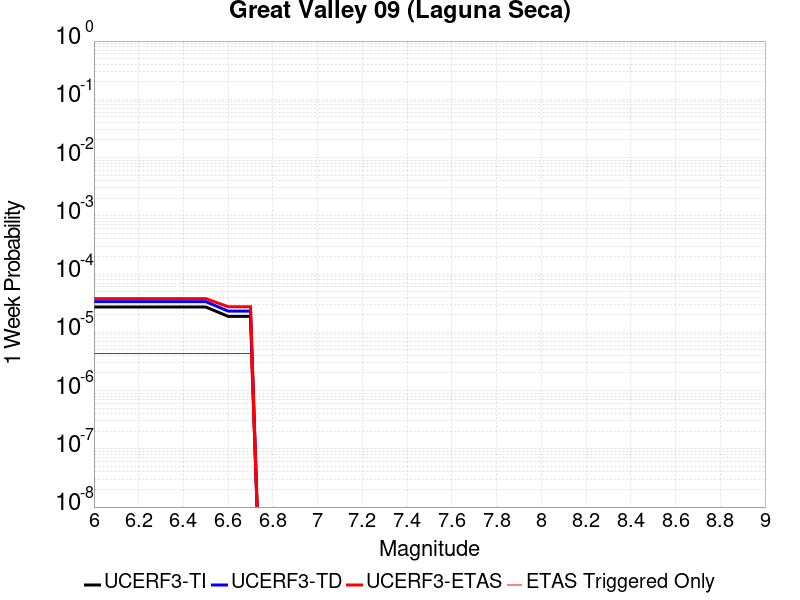 Great Valley 09 (Laguna Seca)
10^0
10^-1
10^-2
10^-3
10^-4
10^-5
10^-6
10^-7
10^-8
1 Week Probability
6 6.2 6.4 6.6 6.8 7 7.2 7.4 7.6 7.8 8 8.2 8.4 8.6 8.8 9
Magnitude
UCERF3-TI UCERF3-TD UCERF3-ETAS ETAS Triggered Only